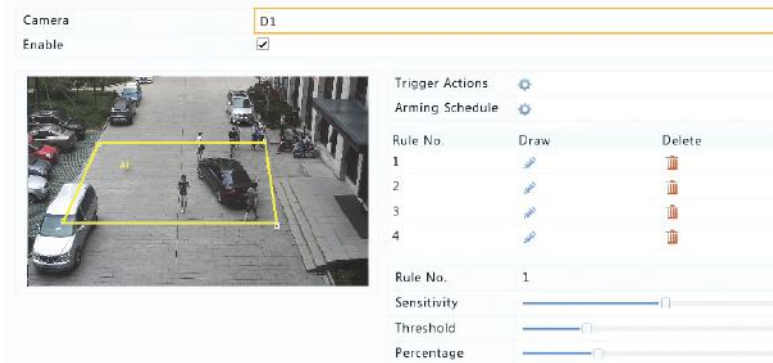 Camera D1
Enable
Trigger Actions
Arming Schedule
Rule No. Draw Delete
1
2
3
4
Rule No. 1
Sensitivity
Threshold
Percentage